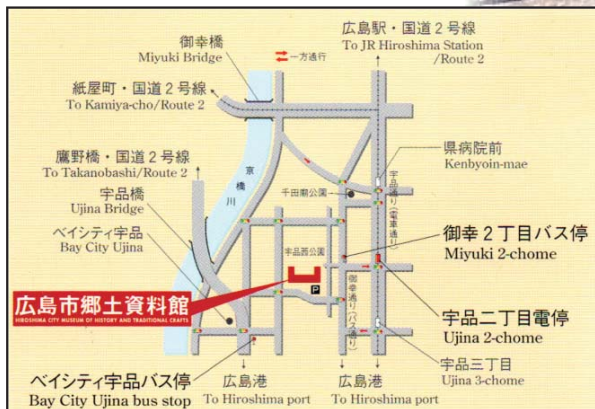 広島駅・国道2号線
To JR Hiroshima Station
/Route 2
御幸橋
Miyuki Bridge
一方通行
紙屋町・国道2号線
To Kamiya-cho/Route 2
鷹野橋・国道2号線
To Takanobashi/Route 2
京橋川
県病院前
Kenbyoin-mae
千田廟公園
宇品通り(電車通り)
宇品橋
Ujina Bridge
ベイシティ宇品
Bay City Ujina
宇品西公園
御幸2丁目バス停
Miyuki 2-chome
広島市郷土資料館
HIROSHIMA CITY MUSEUM OF HISTORY AND TRADITIONAL CRAFTS
P
御幸通り(バス通り)
宇品二丁目電停
Ujina 2-chome
宇品三丁目
Ujina 3-chome
ベイシティ宇品バス停
Bay City Ujina bus stop
広島港
To Hiroshima port
広島港
広島港
To Hiroshima port